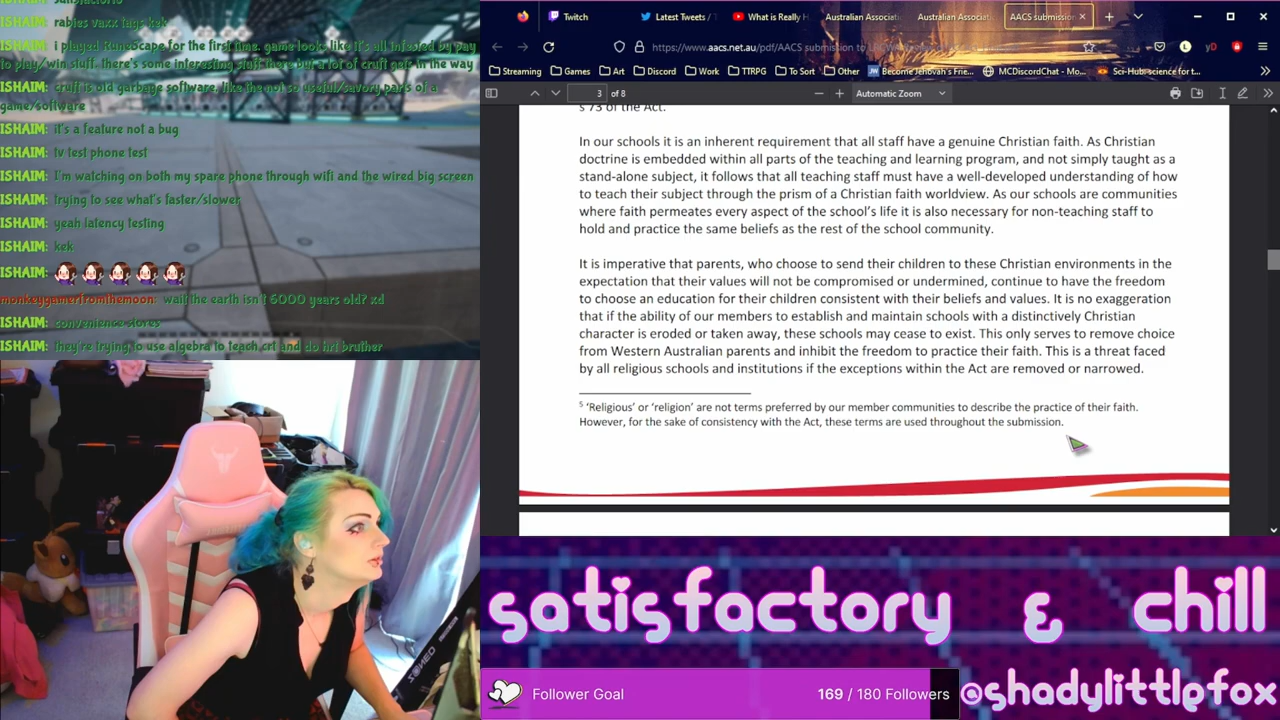 ISHAIM: rabies vaxx tags kek
ISHAIM: i played RuneScape for the first time. game looks like it's all infested by pay
to play/win stuff. there's some interesting stuff there but a lot of cruft gets in the way
ISHAIM: cruft is old garbage software, like the not so useful/savory parts of a
game/software
ISHAIM: it's a feature not a bug
ISHAIM: tv test phone test
ISHAIM: I'm watching on both my spare phone through wifi and the wired big screen
ISHAIM: trying to see what's faster/slower
ISHAIM: yeah latency testing
ISHAIM: kek
ISHAIM:
monkeygamerfromthemoon: wait the earth isn't 6000 years old? xd
ISHAIM: convenience stores
ISHAIM: they're trying to use algebra to teach crt and do hrt bruther
Twitch
Latest Tweets / T
What is Really H
Australian Associati
Australian Associati
AACS submission
https://www.aacs.net.au/pdf/AACS submission to
Streaming Games Art Discord Work TTRPG To Sort Other Become Jehovah's Frie... MCDiscordChat - Mo... Sci-Hub: science for t...
3 of 8
Automatic Zoom
s 73 of the Act.
In our schools it is an inherent requirement that all staff have a genuine Christian faith. As Christian
doctrine is embedded within all parts of the teaching and learning program, and not simply taught as a
stand-alone subject, it follows that all teaching staff must have a well-developed understanding of how
to teach their subject through the prism of a Christian faith worldview. As our schools are communities
where faith permeates every aspect of the school's life it is also necessary for non-teaching staff to
hold and practice the same beliefs as the rest of the school community.
It is imperative that parents, who choose to send their children to these Christian environments in the
expectation that their values will not be compromised or undermined, continue to have the freedom
to choose an education for their children consistent with their beliefs and values. It is no exaggeration
that if the ability of our members to establish and maintain schools with a distinctively Christian
character is eroded or taken away, these schools may cease to exist. This only serves to remove choice
from Western Australian parents and inhibit the freedom to practice their faith. This is a threat faced
by all religious schools and institutions if the exceptions within the Act are removed or narrowed.
5 'Religious' or 'religion' are not terms preferred by our member communities to describe the practice of their faith.
However, for the sake of consistency with the Act, these terms are used throughout the submission.
satisfactory & chill
Follower Goal
169 / 180 Followers
@shadylittlefox